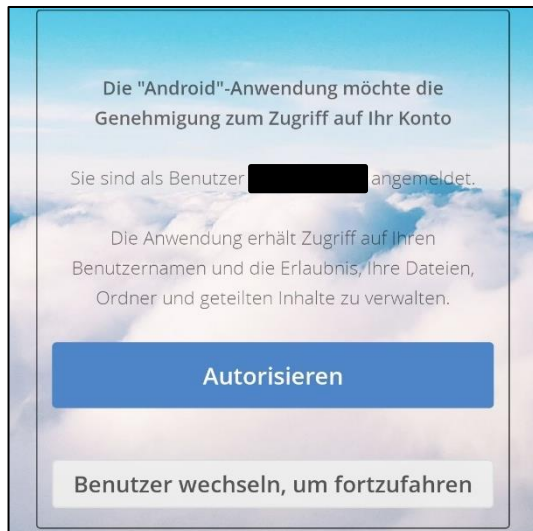 Die "Android"-Anwendung möchte die
Genehmigung zum Zugriff auf Ihr Konto
Sie sind als Benutzer angemeldet.
Die Anwendung erhält Zugriff auf Ihren
Benutzernamen und die Erlaubnis, Ihre Dateien,
Ordner und geteilten Inhalte zu verwalten.
Autorisieren
Benutzer wechseln, um fortzufahren